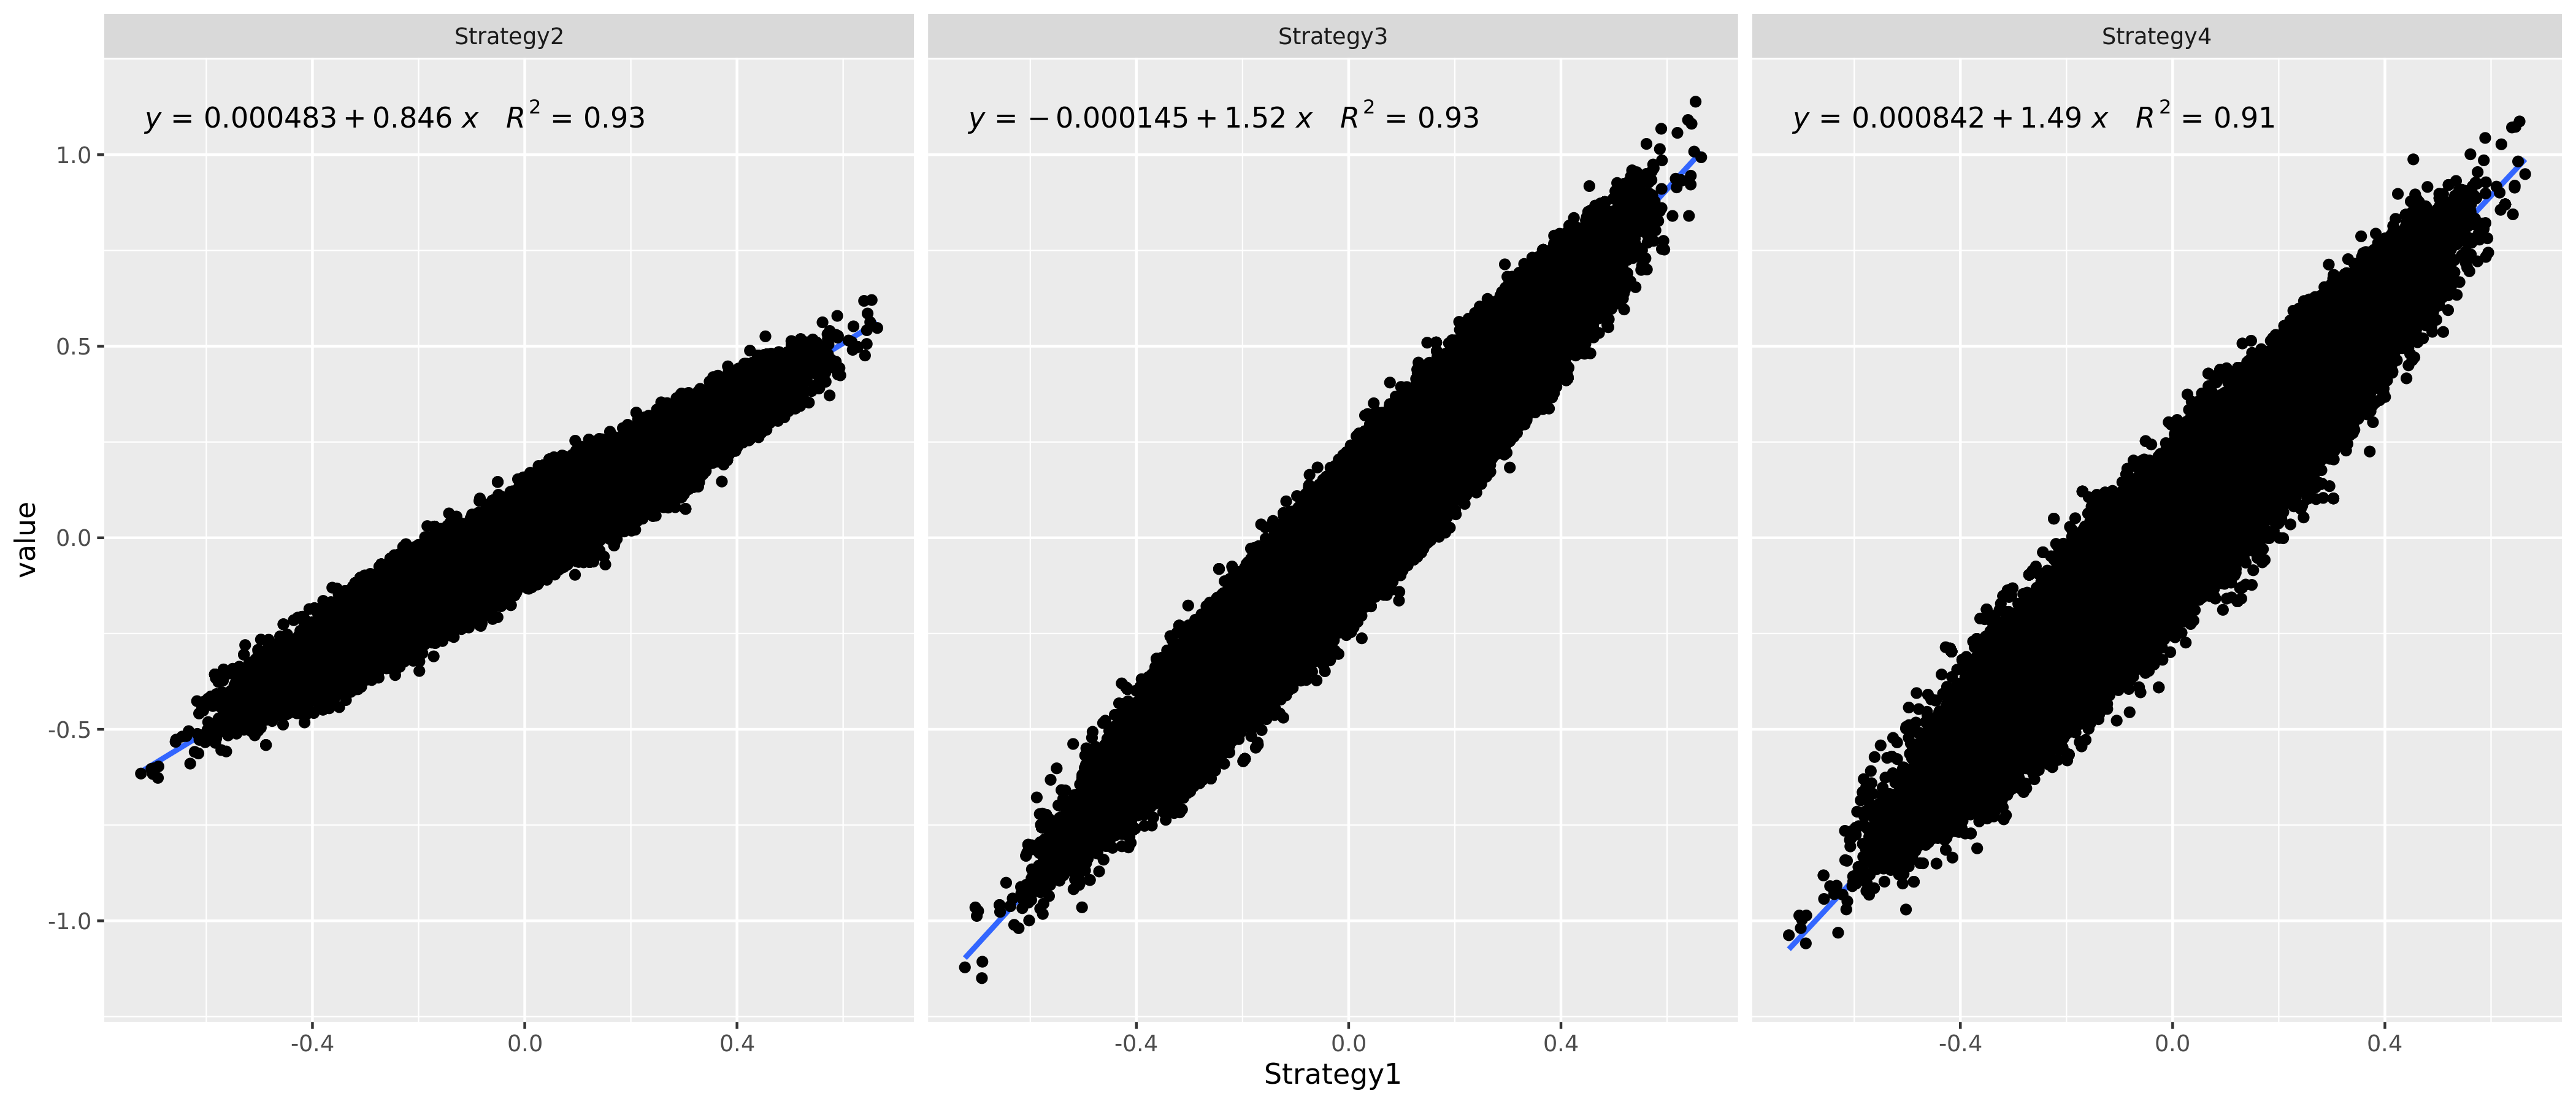 Strategy2 Strategy3 Strategy4
y = 0.000483 + 0.846 x R² = 0.93
y = − 0.000145 + 1.52 x R² = 0.93
y = 0.000842 + 1.49 x R² = 0.91
1.0
0.5
0.0
-0.5
-1.0
value
-0.4 0.0 0.4 -0.4 0.0 0.4 -0.4 0.0 0.4
Strategy1